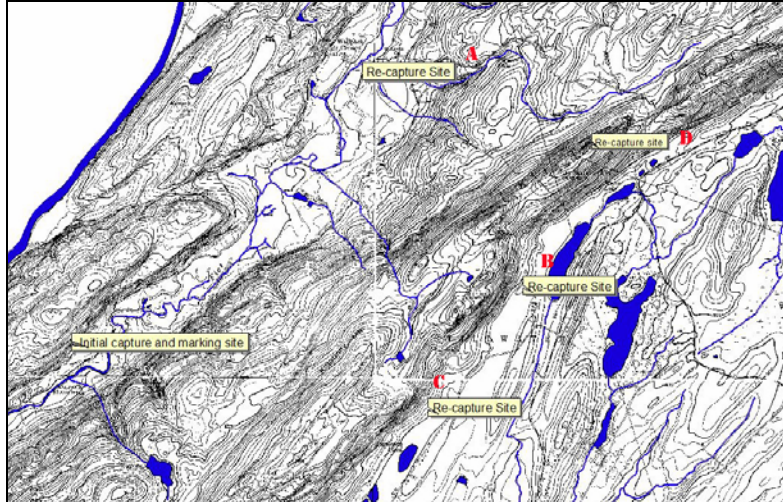 A
Re-capture Site
D
Re-capture site
B
Re-capture Site
Initial capture and marking site
C
Re-capture Site